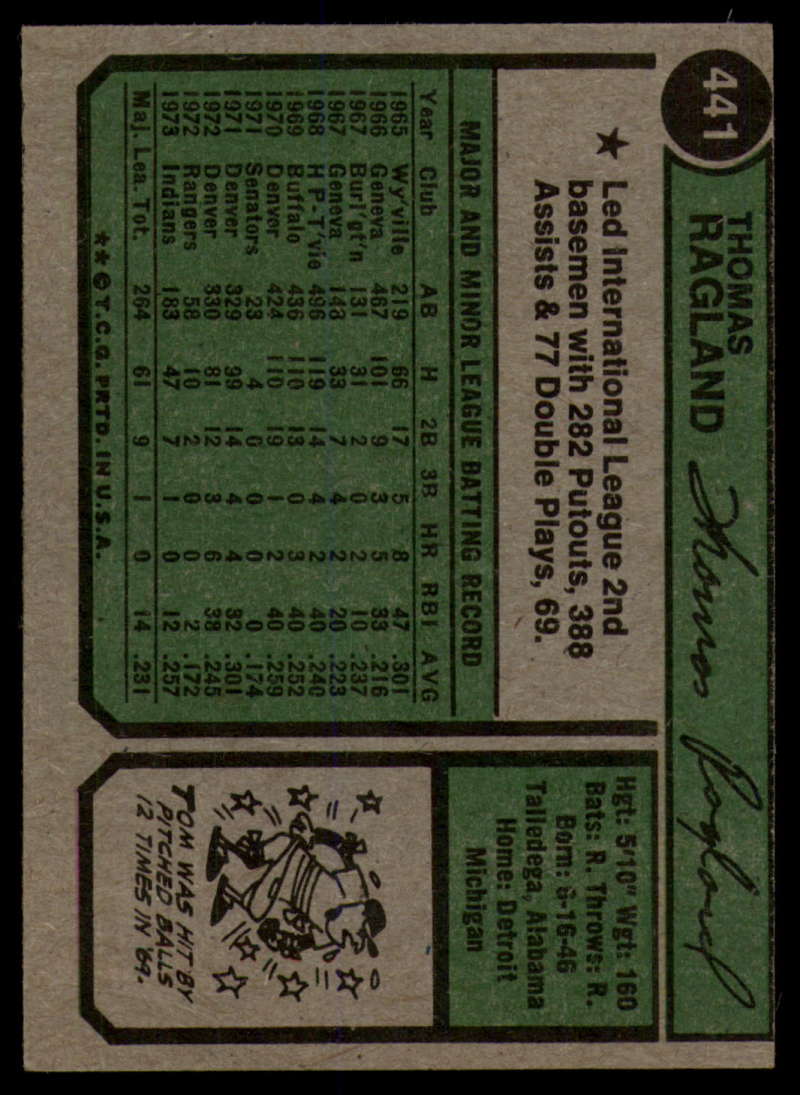 441
THOMAS
RAGLAND
Thomas Ragland
★ Led International League 2nd
basemen with 282 Putouts, 388
Assists & 77 Double Plays, 69.
MAJOR AND MINOR LEAGUE BATTING RECORD
Year Club AB H 2B 3B HR RBI AVG
1965 Wy'ville 219 66 17 5 8 47 .301
1966 Geneva 467 101 9 3 5 33 .216
1967 Burl'gt'n 131 31 2 0 2 10 .237
1967 Geneva 148 33 7 4 2 20 .223
1968 H P-T'vle 496 119 14 4 2 40 .240
1969 Buffalo 436 110 13 0 3 40 .252
1970 Denver 424 110 19 1 2 40 .259
1971 Senators 23 4 0 0 0 0 .174
1971 Denver 329 99 14 4 4 32 .301
1972 Denver 330 81 12 3 6 38 .245
1972 Rangers 58 10 2 0 0 2 .172
1973 Indians 183 47 7 1 0 12 .257
Maj. Lea. Tot. 264 61 9 1 0 14 .231
** © T.C.G. PRTD. IN U.S.A.
Hgt: 5'10" Wgt: 160
Bats: R. Throws: R.
Born: 6-16-46
Talledega, Alabama
Home: Detroit
Michigan
TOM WAS HIT BY
PITCHED BALLS
12 TIMES IN '69.